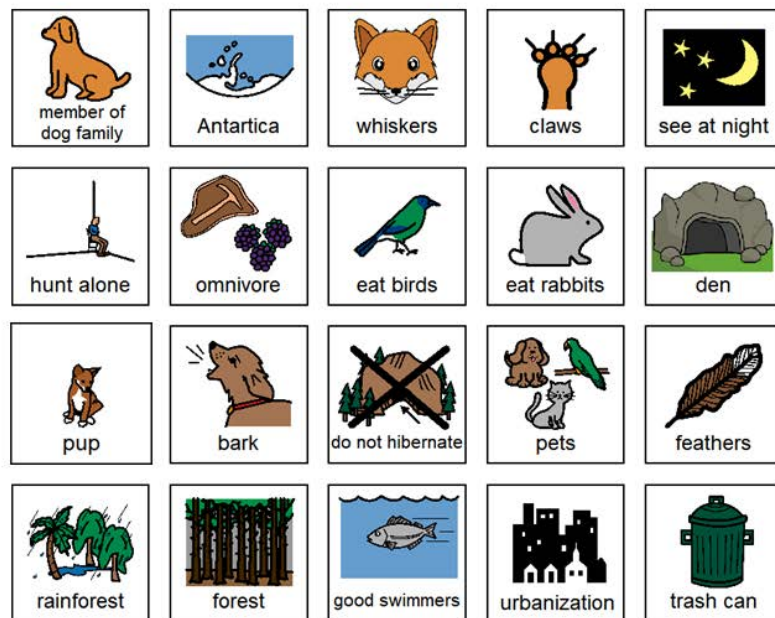 member of
dog family
Antartica
whiskers
claws
see at night
hunt alone
omnivore
eat birds
eat rabbits
den
pup
bark
do not hibernate
pets
feathers
rainforest
forest
good swimmers
urbanization
trash can